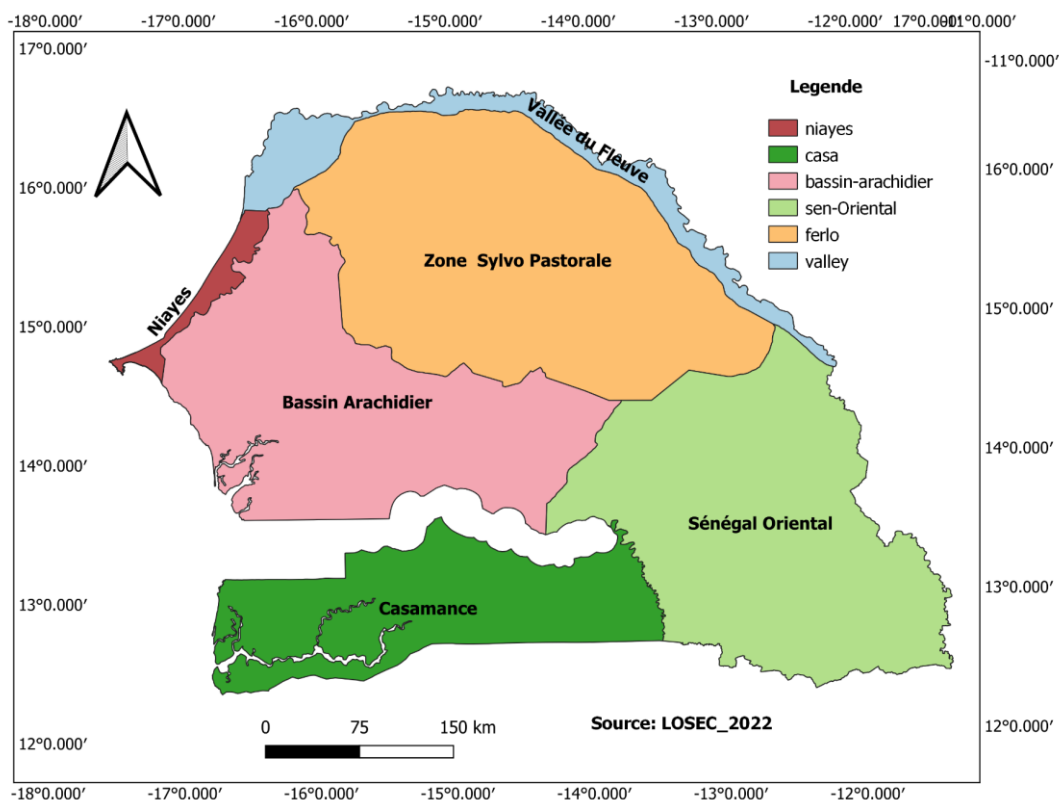 -18°0.000′ -17°0.000′ -16°0.000′ -15°0.000′ -14°0.000′ -13°0.000′ -12°0.000′ 17°0.000′ -11°0.000′
17°0.000′
-11°0.000′
Legende
niayes
casa
bassin-arachidier
sen-Oriental
ferlo
valley
Vallée du Fleuve
16°0.000′
16°0.000′
Zone Sylvo Pastorale
Niayes
15°0.000′
15°0.000′
Bassin Arachidier
14°0.000′
14°0.000′
Sénégal Oriental
13°0.000′
13°0.000′
Casamance
0 75 150 km
Source: LOSEC_2022
12°0.000′
12°0.000′
-18°0.000′ -17°0.000′ -16°0.000′ -15°0.000′ -14°0.000′ -13°0.000′ -12°0.000′